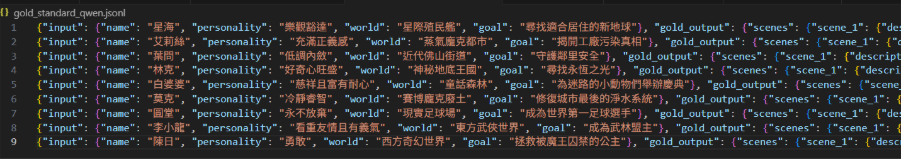 gold_standard_qwen.jsonl
1 {"input": {"name": "星海", "personality": "樂觀豁達", "world": "星際殖民艦", "goal": "尋找適合居住的新地球"}, "gold_output": {"scenes": {"scene_1": {"des
2 {"input": {"name": "艾莉絲", "personality": "充滿正義感", "world": "蒸氣龐克都市", "goal": "揭開工廠污染真相"}, "gold_output": {"scenes": {"scene_1": {"
3 {"input": {"name": "葉問", "personality": "低調內斂", "world": "近代佛山街道", "goal": "守護鄰里安全"}, "gold_output": {"scenes": {"scene_1": {"descript
4 {"input": {"name": "林克", "personality": "好奇心旺盛", "world": "神秘地底王國", "goal": "尋找永恆之光"}, "gold_output": {"scenes": {"scene_1": {"descrip
5 {"input": {"name": "白婆婆", "personality": "慈祥且富有耐心", "world": "童話森林", "goal": "為迷路的小動物們舉辦慶典"}, "gold_output": {"scenes": {"scene_
6 {"input": {"name": "莫克", "personality": "冷靜睿智", "world": "賽博龐克廢土", "goal": "修復城市最後的淨水系統"}, "gold_output": {"scenes": {"scene_1": {"d
7 {"input": {"name": "圓堂", "personality": "永不放棄", "world": "現實足球場", "goal": "成為世界第一足球選手"}, "gold_output": {"scenes": {"scene_1": {"des
8 {"input": {"name": "李小龍", "personality": "看重友情且有義氣", "world": "東方武俠世界", "goal": "成為武林盟主"}, "gold_output": {"scenes": {"scene_1":
9 {"input": {"name": "陳日", "personality": "勇敢", "world": "西方奇幻世界", "goal": "拯救被魔王囚禁的公主"}, "gold_output": {"scenes": {"scene_1": {"des